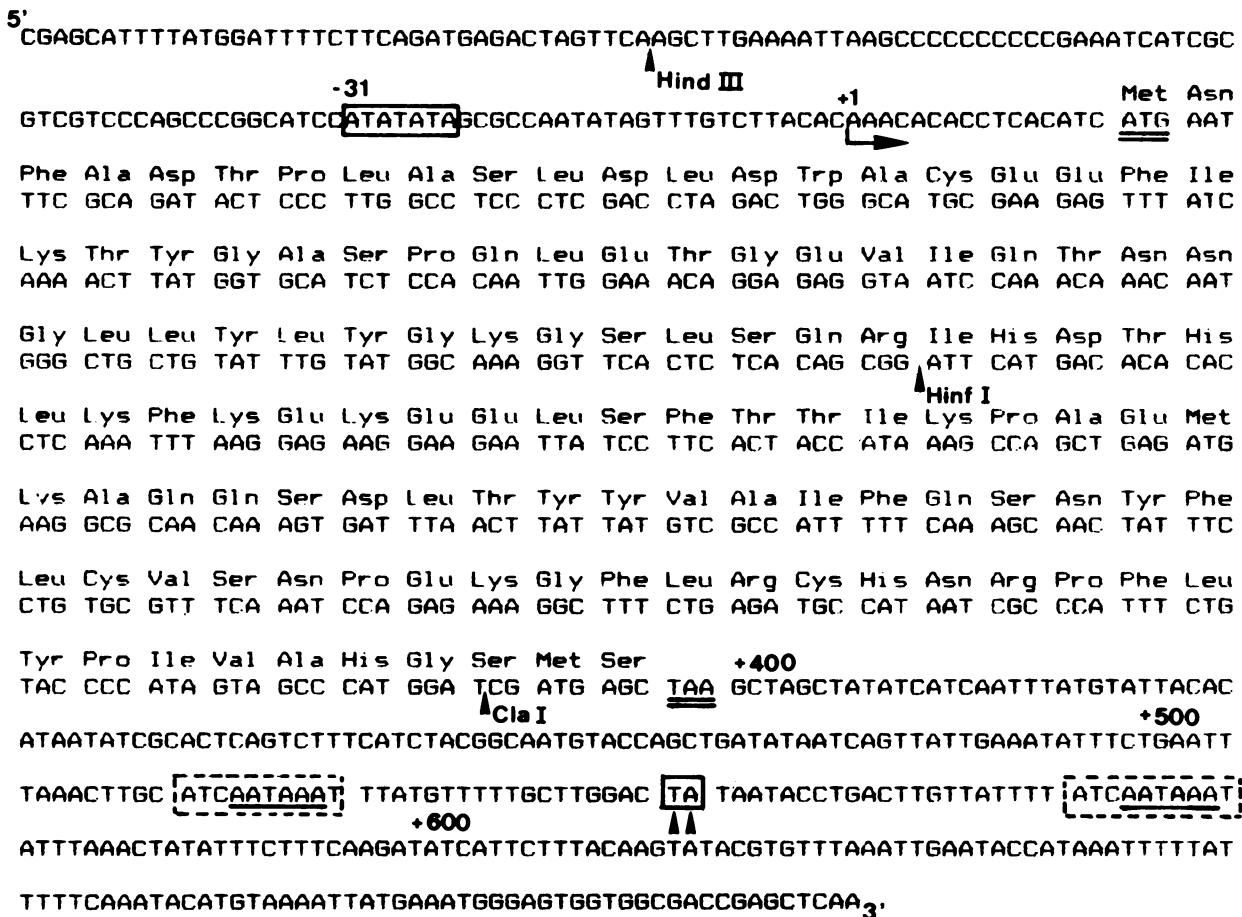 5'
CGAGCATTTTATGGATTTTCTTCAGATGAGACTAGTTCAAGCTTGAAAATTAAGCCCCCCCCCCGAAATCATCGC
Hind III
-31 +1 Met Asn
GTCGTCCCAGCCCGGCATCCATATATAGCGCCAATATAGTTTGTCTTACACAAACACACCTCACATC ATG AAT
Phe Ala Asp Thr Pro Leu Ala Ser Leu Asp Leu Asp Trp Ala Cys Glu Glu Phe Ile
TTC GCA GAT ACT CCC TTG GCC TCC CTC GAC CTA GAC TGG GCA TGC GAA GAG TTT ATC
Lys Thr Tyr Gly Ala Ser Pro Gln Leu Glu Thr Gly Glu Val Ile Gln Thr Asn Asn
AAA ACT TAT GGT GCA TCT CCA CAA TTG GAA ACA GGA GAG GTA ATC CAA ACA AAC AAT
Gly Leu Leu Tyr Leu Tyr Gly Lys Gly Ser Leu Ser Gln Arg Ile His Asp Thr His
GGG CTG CTG TAT TTG TAT GGC AAA GGT TCA CTC TCA CAG CGG ATT CAT GAC ACA CAC
Hinf I
Leu Lys Phe Lys Glu Lys Glu Glu Leu Ser Phe Thr Thr Ile Lys Pro Ala Glu Met
CTC AAA TTT AAG GAG AAG GAA GAA TTA TCC TTC ACT ACC ATA AAG CCA GCT GAG ATG
Lys Ala Gln Gln Ser Asp Leu Thr Tyr Tyr Val Ala Ile Phe Gln Ser Asn Tyr Phe
AAG GCG CAA CAA AGT GAT TTA ACT TAT TAT GTC GCC ATT TTT CAA AGC AAC TAT TTC
Leu Cys Val Ser Asn Pro Glu Lys Gly Phe Leu Arg Cys His Asn Arg Pro Phe Leu
CTG TGC GTT TCA AAT CCA GAG AAA GGC TTT CTG AGA TGC CAT AAT CGC CCA TTT CTG
Tyr Pro Ile Val Ala His Gly Ser Met Ser +400
TAC CCC ATA GTA GCC CAT GGA TCG ATG AGC TAA GCTAGCTATATCATCAATTTATGTATTACAC
Cla I
ATAATATCGCACTCAGTCTTTCATCTACGGCAATGTACCAGCTGATATAATCAGTTATTGAAATATTTCTGAATT
+500
TAAACTTGC ATCAATAAAT TTATGTTTTTGCTTGGAC TA TAATACCTGACTTGTTATTTT ATCAATAAAT
+600
ATTTAAACTATATTTCTTTCAAGATATCATTCTTTACAAGTATACGTGTTTAAATTGAATACCATAAATTTTTAT
TTTTCAAATACATGTAAAATTATGAAATGGGAGTGGTGGCGACCGAGCTCAA3'